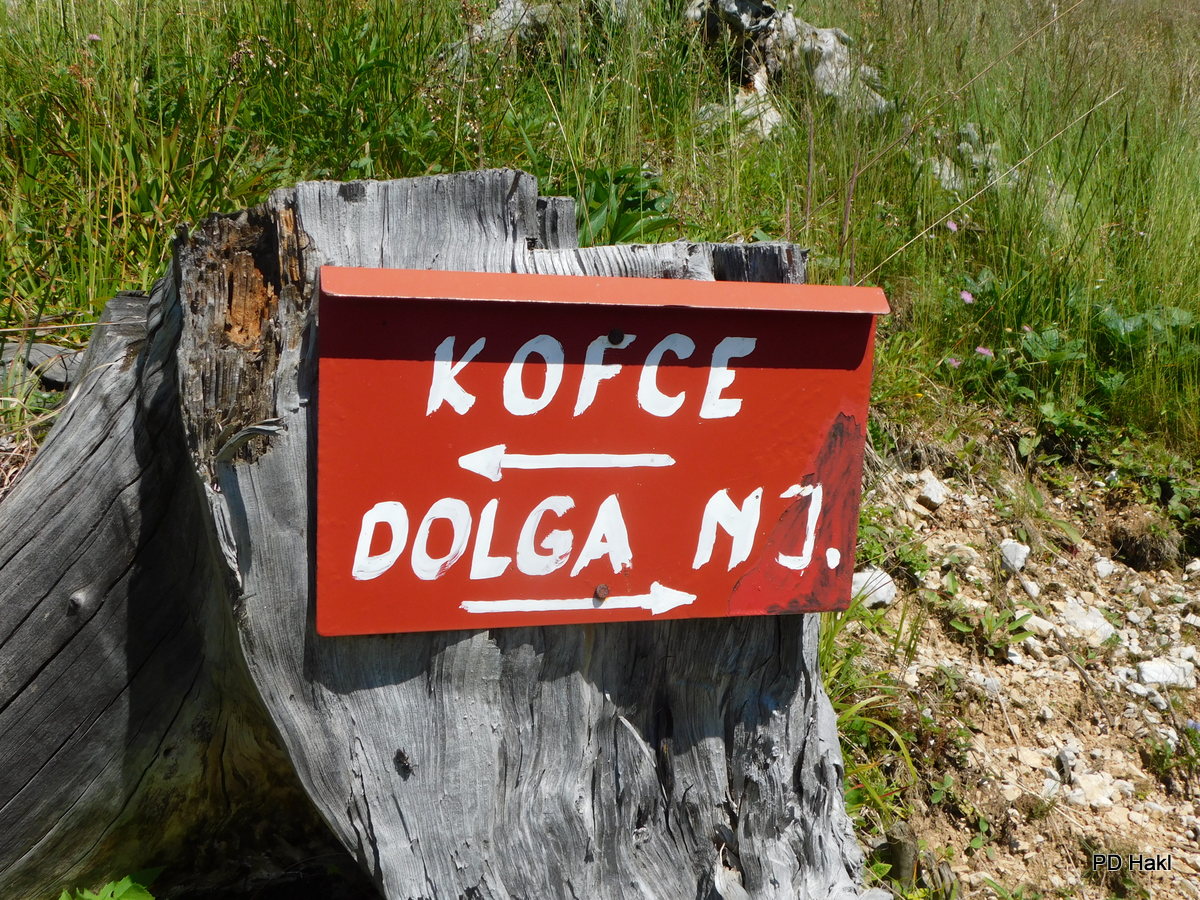 KOFCE
DOLGA NJ.
PD Hakl